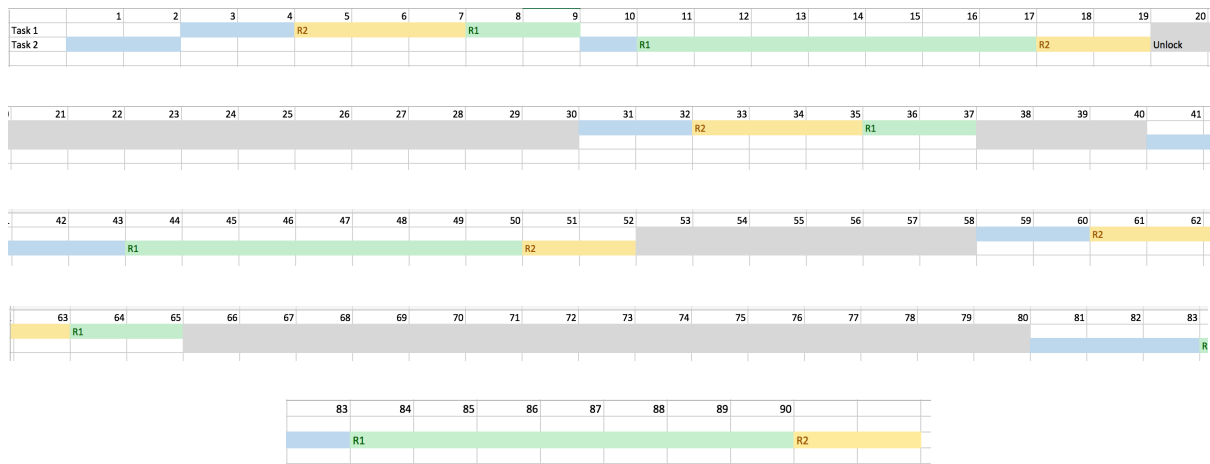 1 2 3 4 5 6 7 8 9 10 11 12 13 14 15 16 17 18 19 20
Task 1 R2 R1
Task 2 R1 R2 Unlock
21 22 23 24 25 26 27 28 29 30 31 32 33 34 35 36 37 38 39 40 41
R2 R1
42 43 44 45 46 47 48 49 50 51 52 53 54 55 56 57 58 59 60 61 62
R2
R1 R2
63 64 65 66 67 68 69 70 71 72 73 74 75 76 77 78 79 80 81 82 83
R1
R
83 84 85 86 87 88 89 90
R1 R2